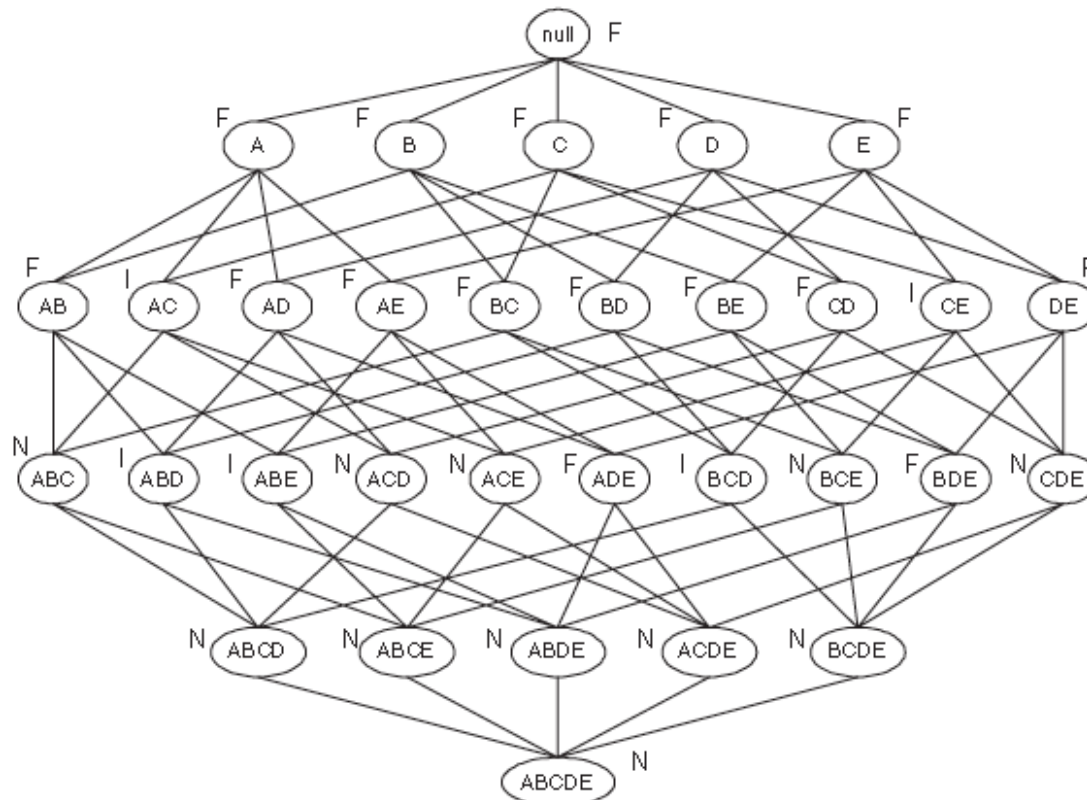 null F
F F F F F
A B C D E
F I F F F F F F I F
AB AC AD AE BC BD BE CD CE DE
N I I N N F I N F N
ABC ABD ABE ACD ACE ADE BCD BCE BDE CDE
N N N N N
ABCD ABCE ABDE ACDE BCDE
N
ABCDE